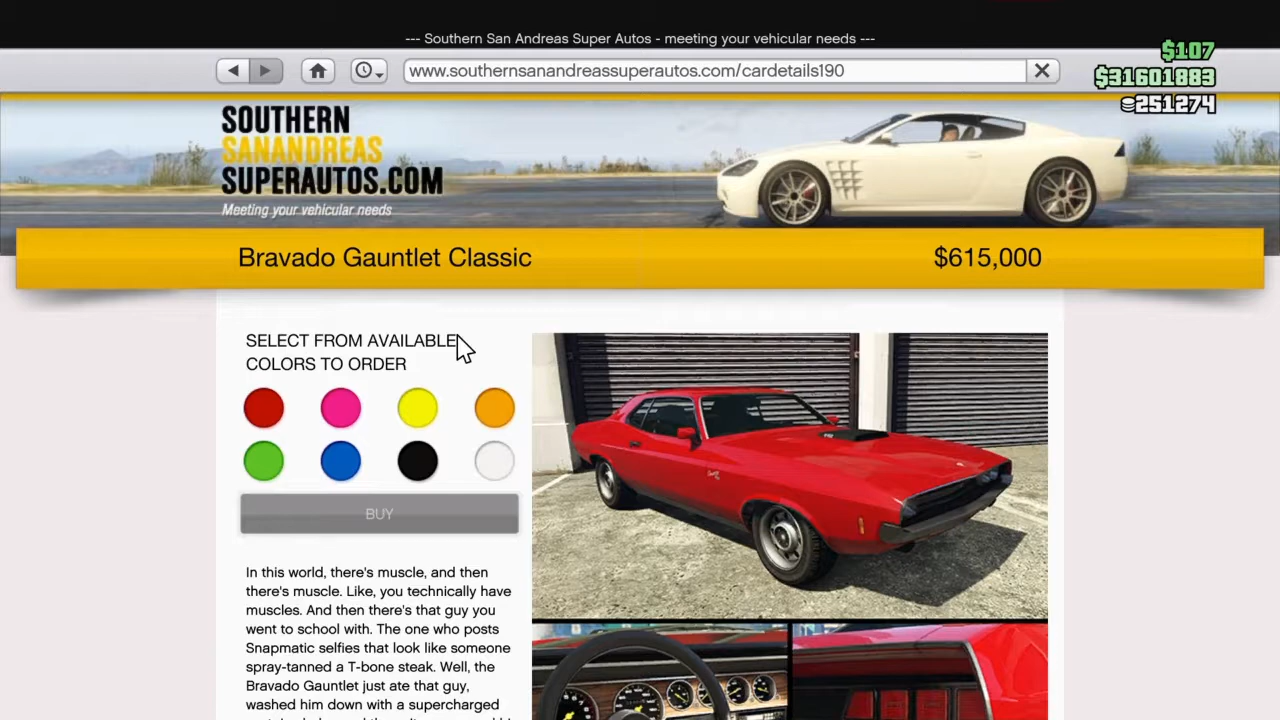 --- Southern San Andreas Super Autos - meeting your vehicular needs ---
$107
www.southernsanandreassuperautos.com/cardetails190
$31601883
251274
SOUTHERN
SANANDREAS
SUPERAUTOS.COM
Meeting your vehicular needs
Bravado Gauntlet Classic
$615,000
SELECT FROM AVAILABLE
COLORS TO ORDER
BUY
In this world, there's muscle, and then
there's muscle. Like, you technically have
muscles. And then there's that guy you
went to school with. The one who posts
Snapmatic selfies that look like someone
spray-tanned a T-bone steak. Well, the
Bravado Gauntlet just ate that guy,
washed him down with a supercharged